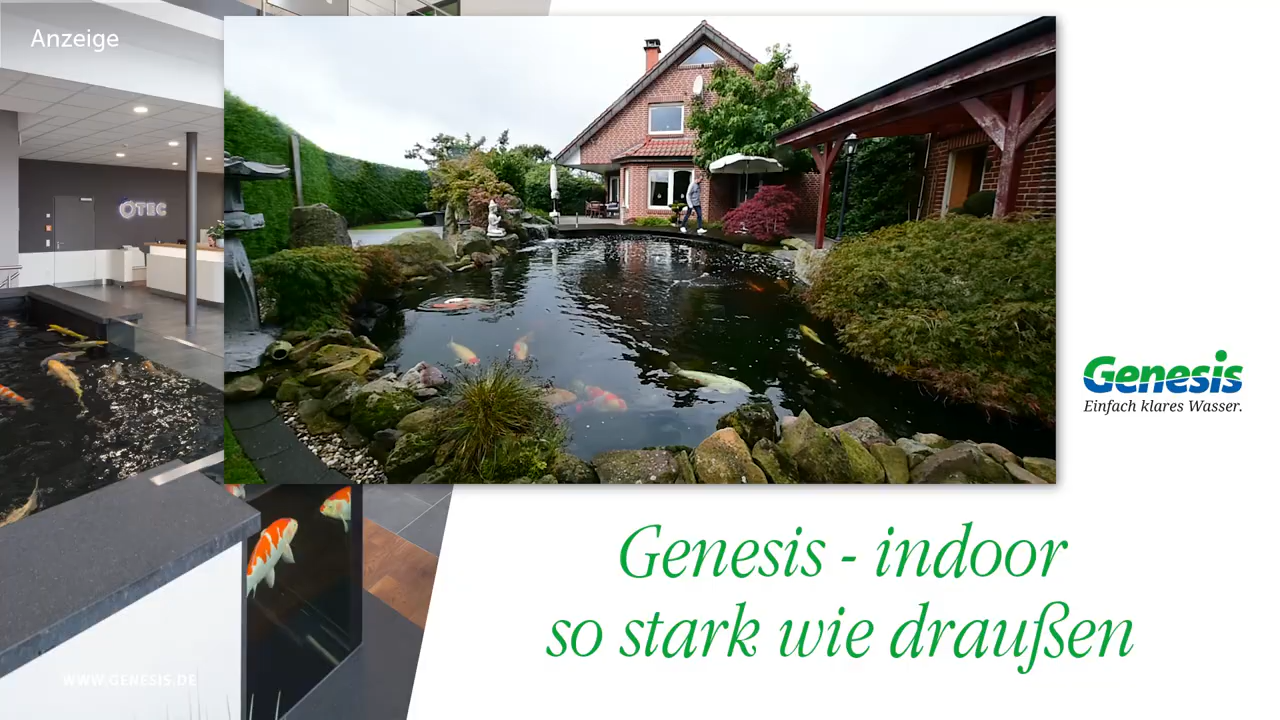 Anzeige
OTEC
Genesis
Einfach klares Wasser.
Genesis - indoor
so stark wie draußen
WWW.GENESIS.DE